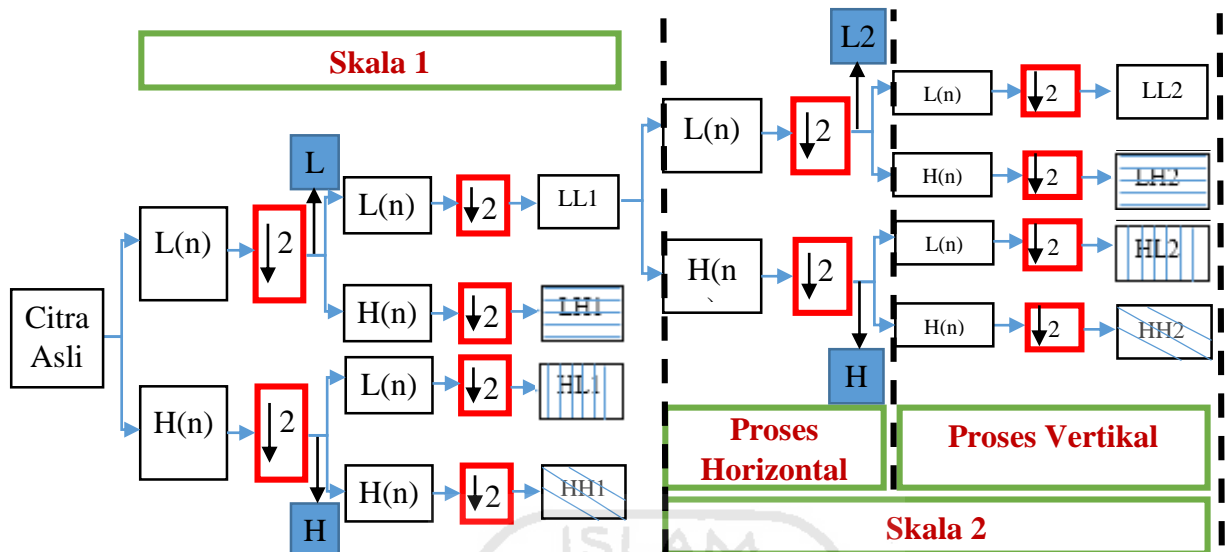 Skala 1
L2
L(n)
↓2
L(n)
↓2
LL2
H(n)
↓2
LH2
L
L(n)
↓2
L(n)
↓2
LL1
H(n)
↓2
LH1
H(n
↓2
L(n)
↓2
HL2
H(n)
↓2
HH2
H
Citra
Asli
H(n)
↓2
L(n)
↓2
HL1
H(n)
↓2
HH1
H
Proses
Horizontal
Proses Vertikal
Skala 2
ISLAM